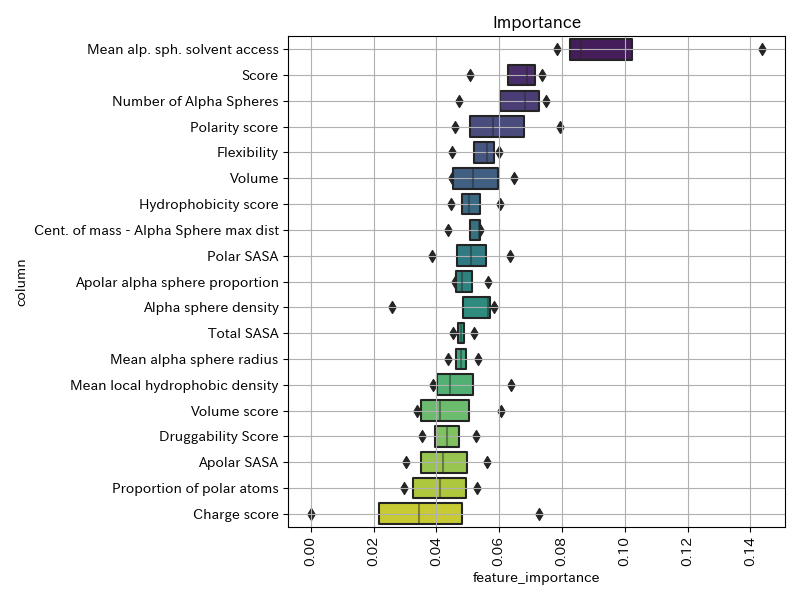 Importance
Mean alp. sph. solvent access
Score
Number of Alpha Spheres
Polarity score
Flexibility
Volume
Hydrophobicity score
Cent. of mass - Alpha Sphere max dist
Polar SASA
Apolar alpha sphere proportion
Alpha sphere density
Total SASA
Mean alpha sphere radius
Mean local hydrophobic density
Volume score
Druggability Score
Apolar SASA
Proportion of polar atoms
Charge score
column
0.00 0.02 0.04 0.06 0.08 0.10 0.12 0.14
feature_importance